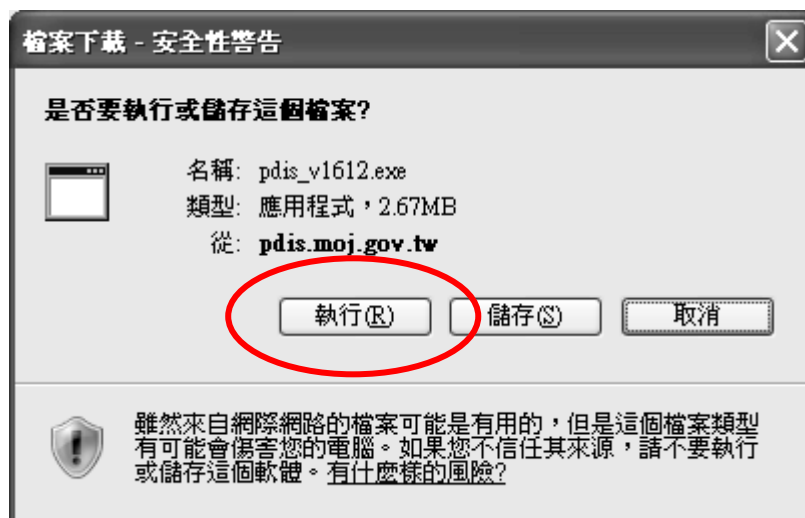 檔案下載 - 安全性警告
是否要執行或儲存這個檔案?
名稱: pdis_v1612.exe
類型: 應用程式，2.67MB
從: pdis.moj.gov.tw
執行(R) 儲存(S) 取消
雖然來自網際網路的檔案可能是有用的，但是這個檔案類型
有可能會傷害您的電腦。如果您不信任其來源，請不要執行
或儲存這個軟體。有什麼樣的風險?